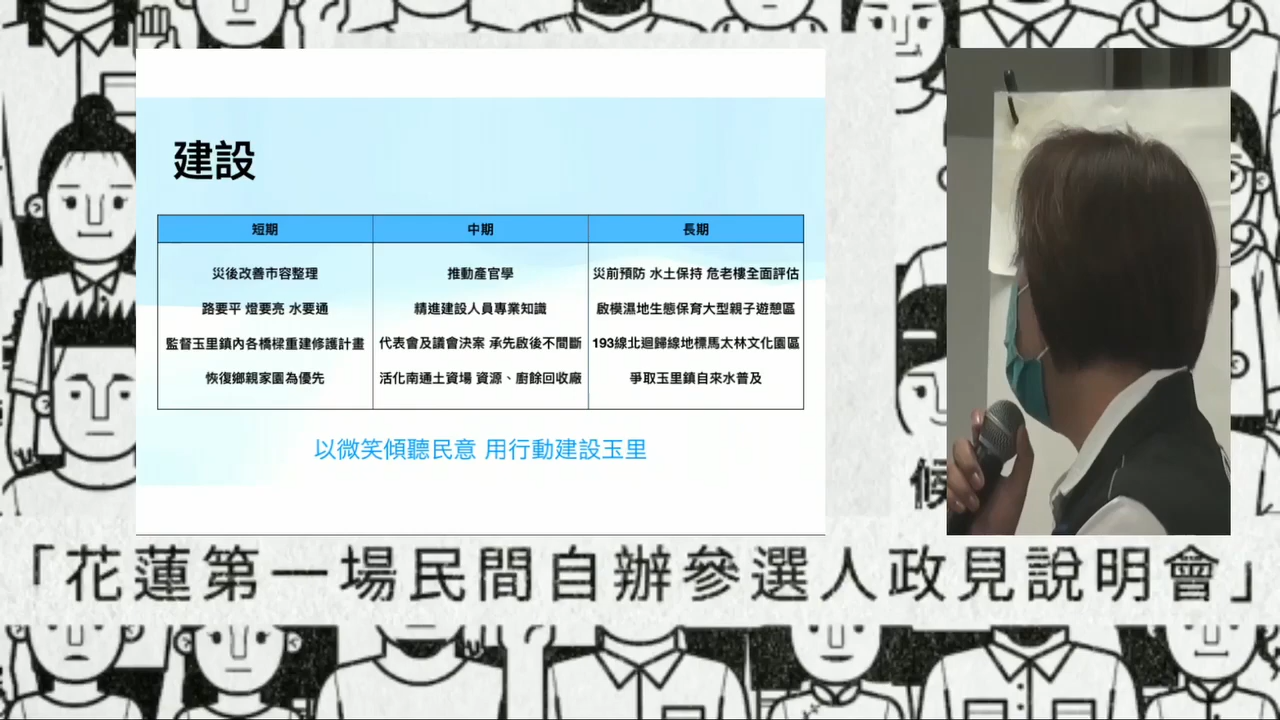 建設
短期
中期
長期
災後改善市容整理
推動產官學
災前預防 水土保持 危老樓全面評估
路要平 燈要亮 水要通
精進建設人員專業知識
啟模濕地生態保育大型親子遊憩區
監督玉里鎮內各橋樑重建修護計畫
代表會及議會決案 承先啟後不間斷
193線北迴歸線地標馬太林文化園區
恢復鄉親家園為優先
活化南通土資場 資源、廚餘回收廠
爭取玉里鎮自來水普及
以微笑傾聽民意 用行動建設玉里
候
「花蓮第一場民間自辦參選人政見說明會」